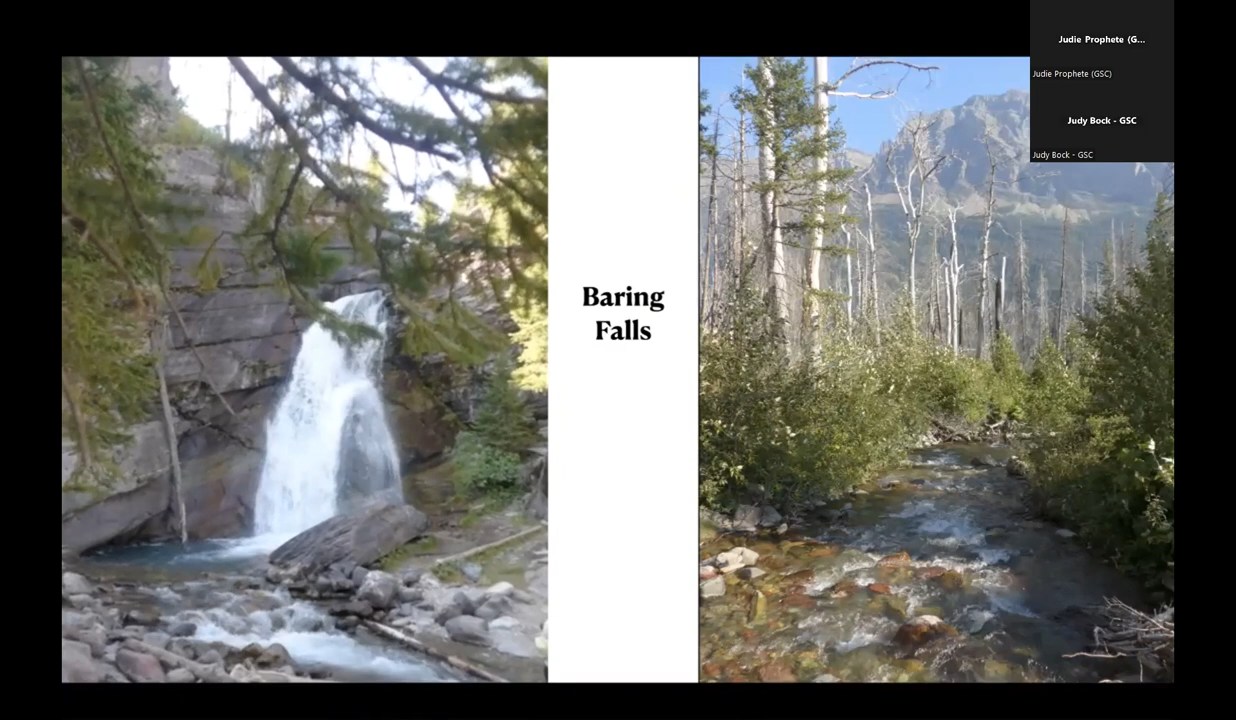 Judie Prophete (G...
Judie Prophete (GSC)
Judy Bock - GSC
Judy Bock - GSC
Baring
Falls